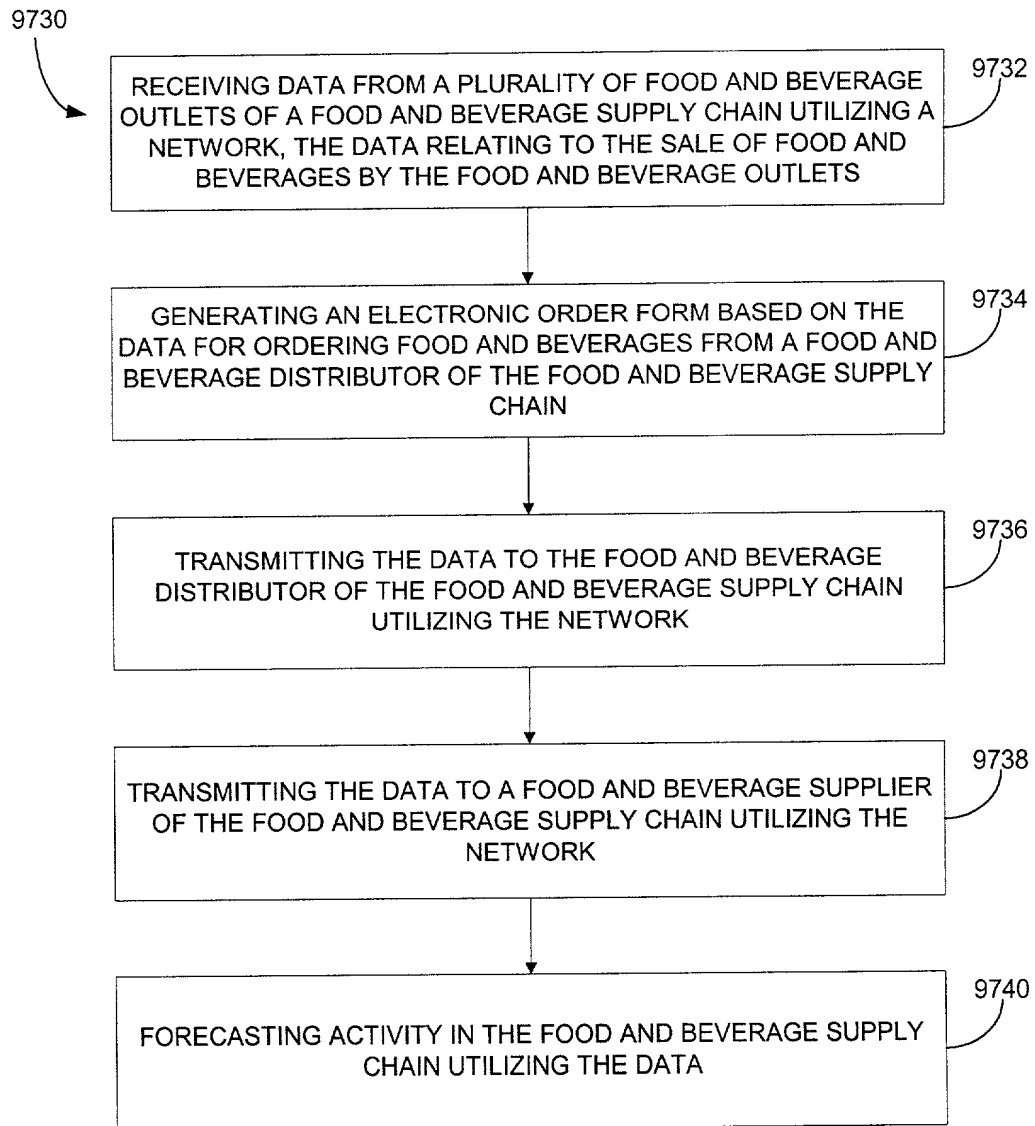 9730
9732
RECEIVING DATA FROM A PLURALITY OF FOOD AND BEVERAGE
OUTLETS OF A FOOD AND BEVERAGE SUPPLY CHAIN UTILIZING A
NETWORK, THE DATA RELATING TO THE SALE OF FOOD AND
BEVERAGES BY THE FOOD AND BEVERAGE OUTLETS
9734
GENERATING AN ELECTRONIC ORDER FORM BASED ON THE
DATA FOR ORDERING FOOD AND BEVERAGES FROM A FOOD AND
BEVERAGE DISTRIBUTOR OF THE FOOD AND BEVERAGE SUPPLY
CHAIN
9736
TRANSMITTING THE DATA TO THE FOOD AND BEVERAGE
DISTRIBUTOR OF THE FOOD AND BEVERAGE SUPPLY CHAIN
UTILIZING THE NETWORK
9738
TRANSMITTING THE DATA TO A FOOD AND BEVERAGE SUPPLIER
OF THE FOOD AND BEVERAGE SUPPLY CHAIN UTILIZING THE
NETWORK
9740
FORECASTING ACTIVITY IN THE FOOD AND BEVERAGE SUPPLY
CHAIN UTILIZING THE DATA